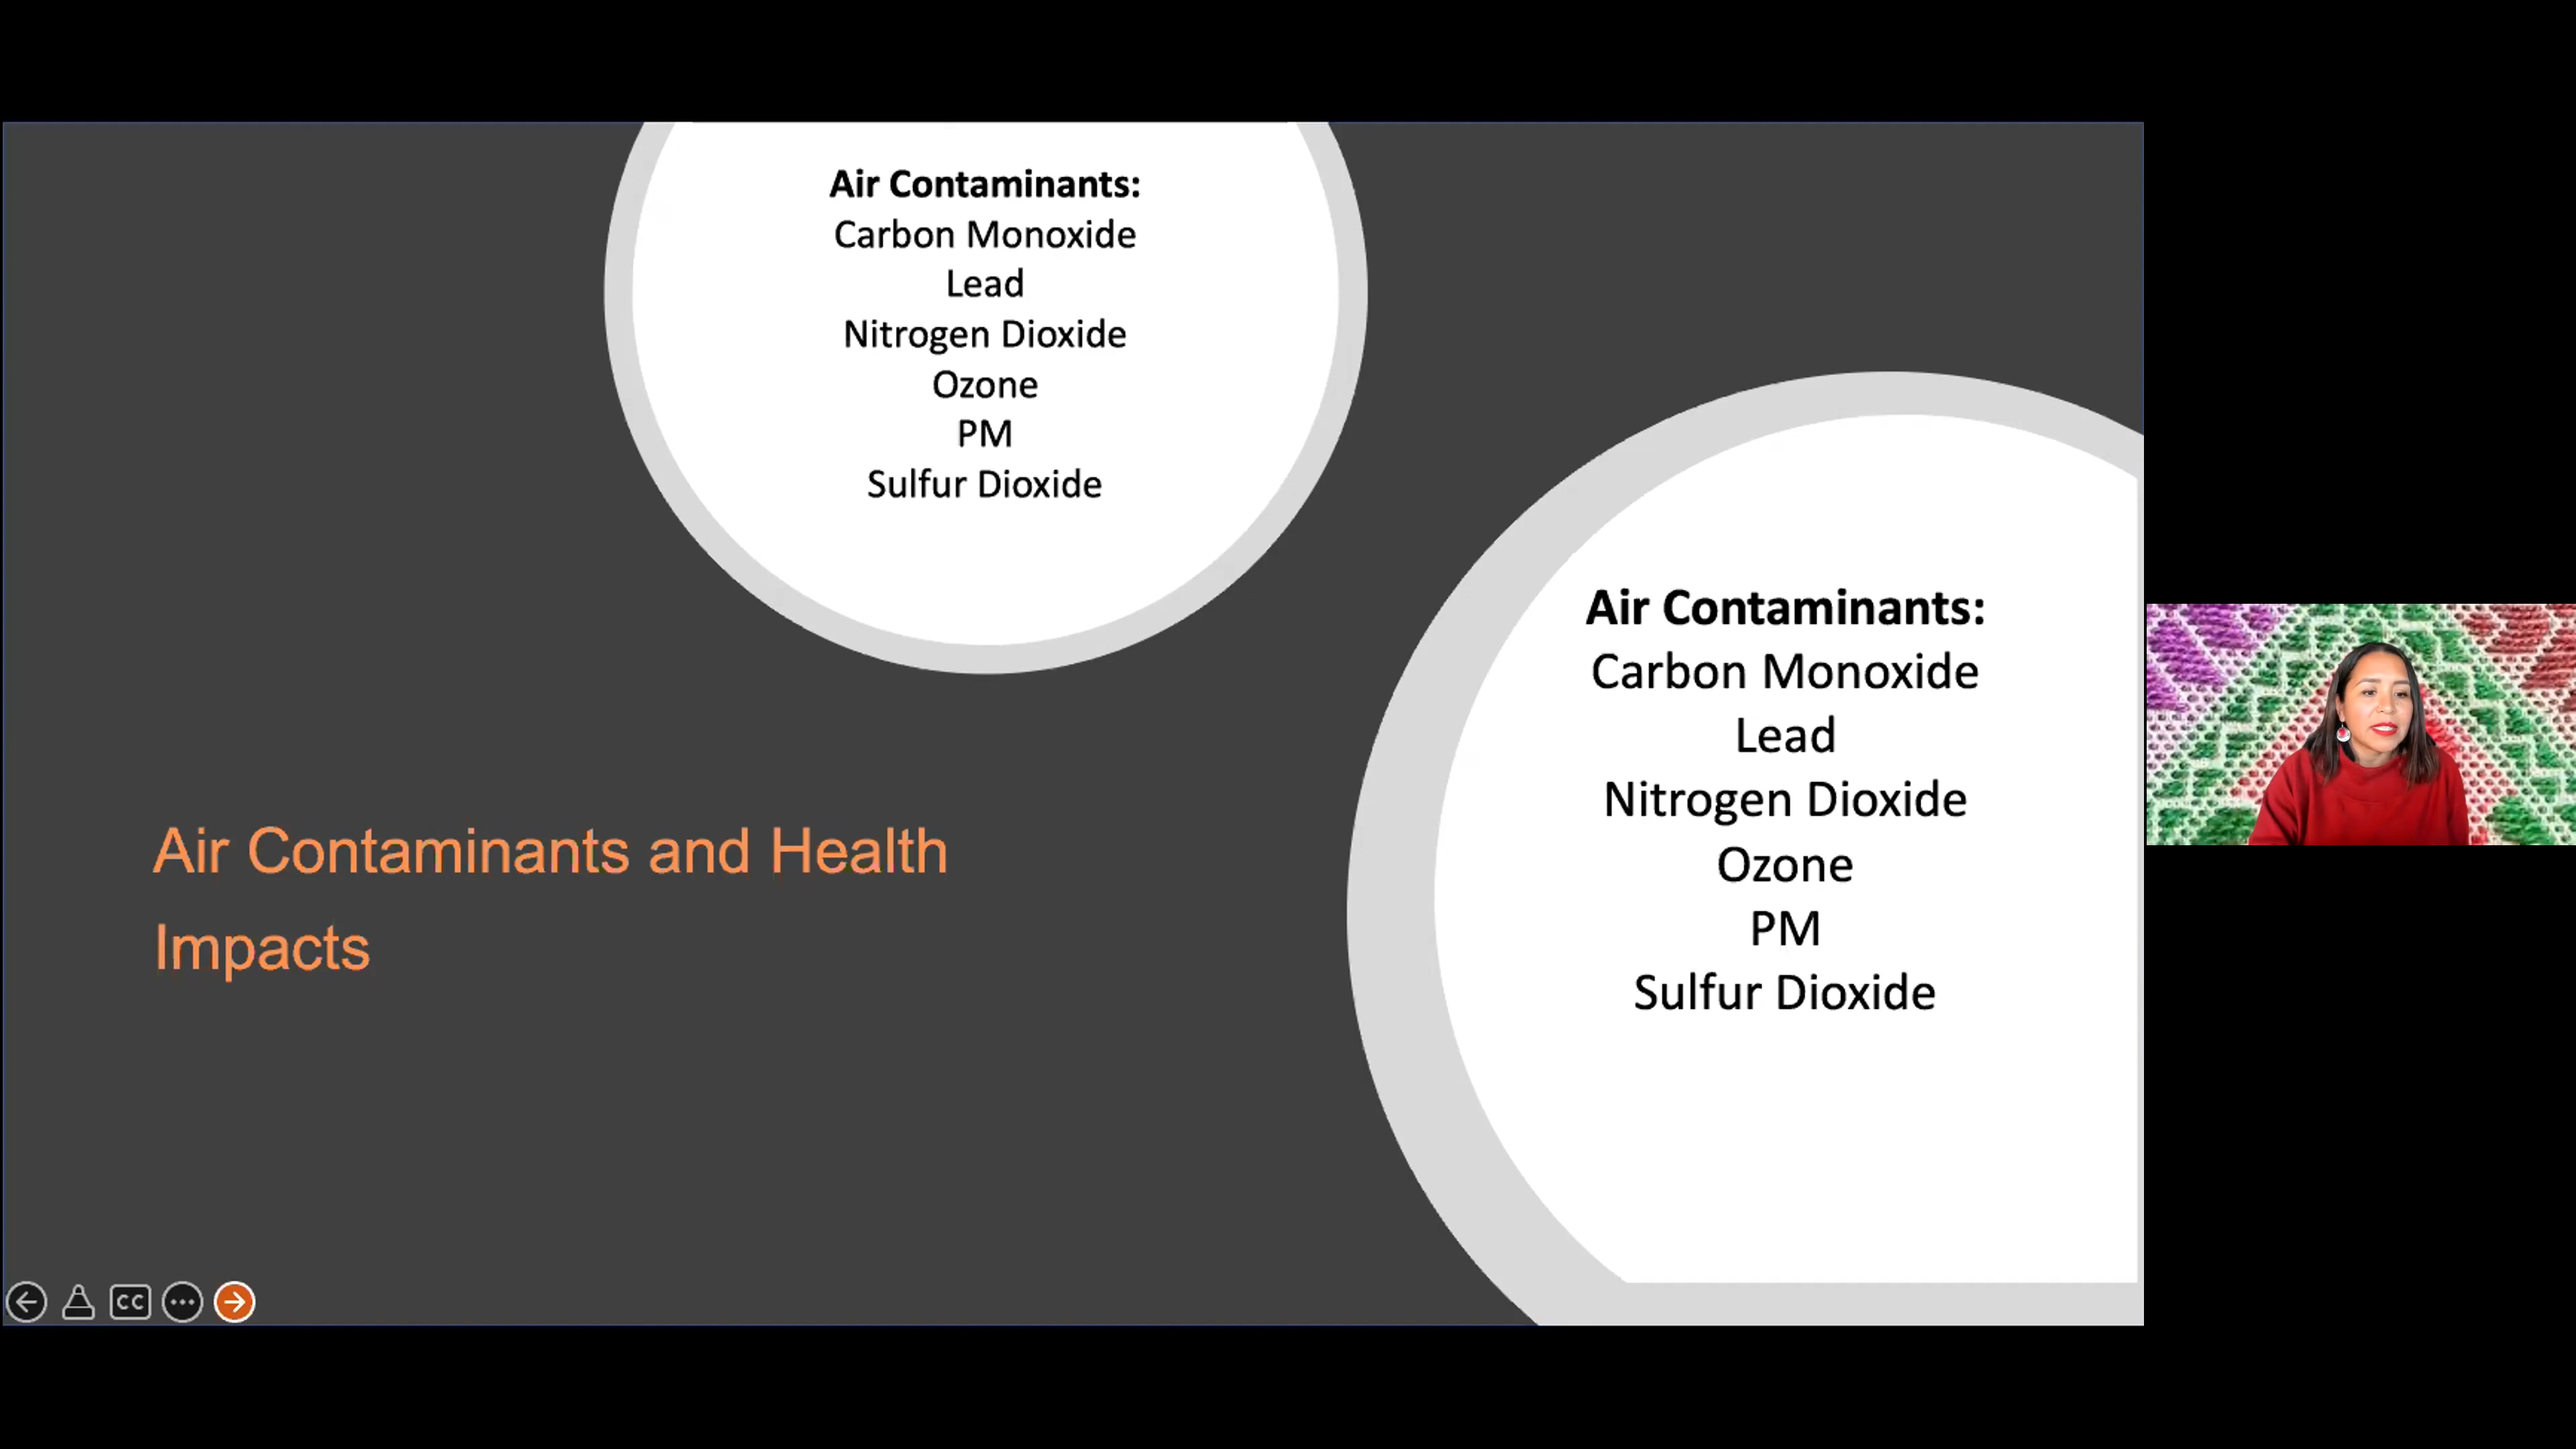 Air Contaminants:
Carbon Monoxide
Lead
Nitrogen Dioxide
Ozone
PM
Sulfur Dioxide
Air Contaminants:
Carbon Monoxide
Lead
Nitrogen Dioxide
Ozone
PM
Sulfur Dioxide
Air Contaminants and Health
Impacts
CC